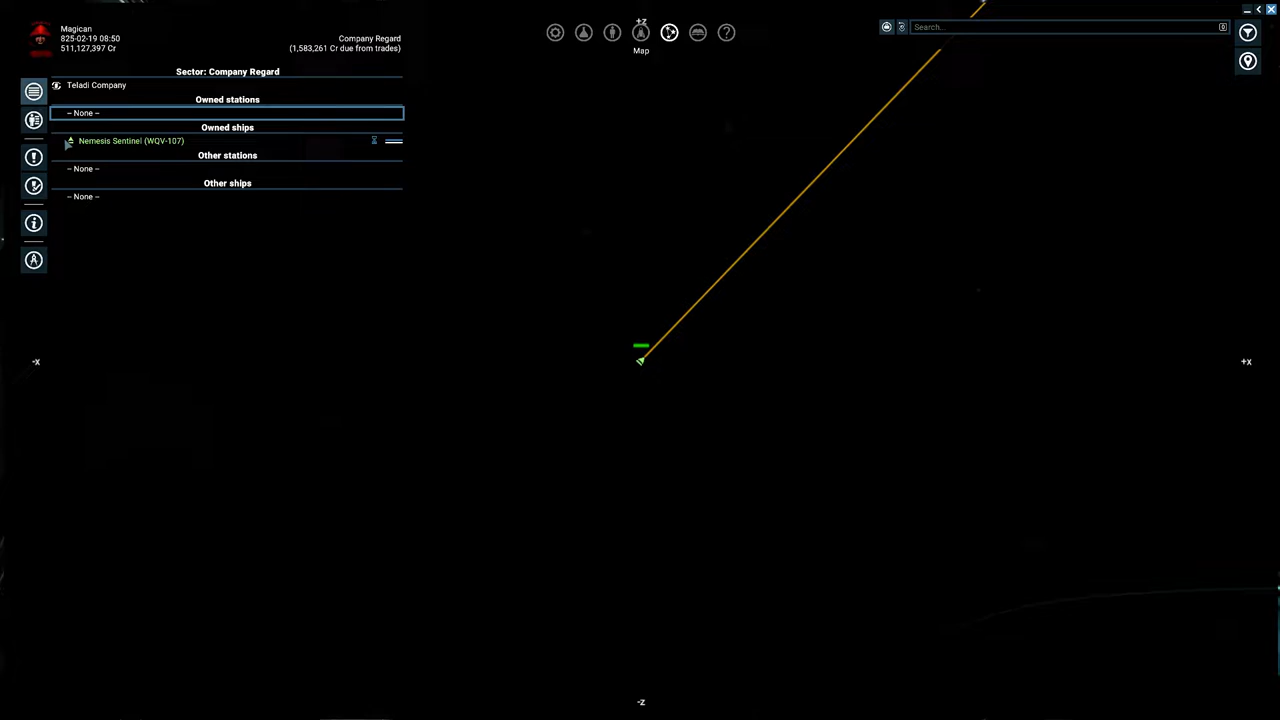 Magican
825-02-19 08:50
511,127,397 Cr
Company Regard
(1,583,261 Cr due from trades)
+z
Map
Search...
Sector: Company Regard
Teladi Company
Owned stations
-- None --
Owned ships
Nemesis Sentinel (WQV-107)
Other stations
-- None --
Other ships
-- None --
-x
+x
-z